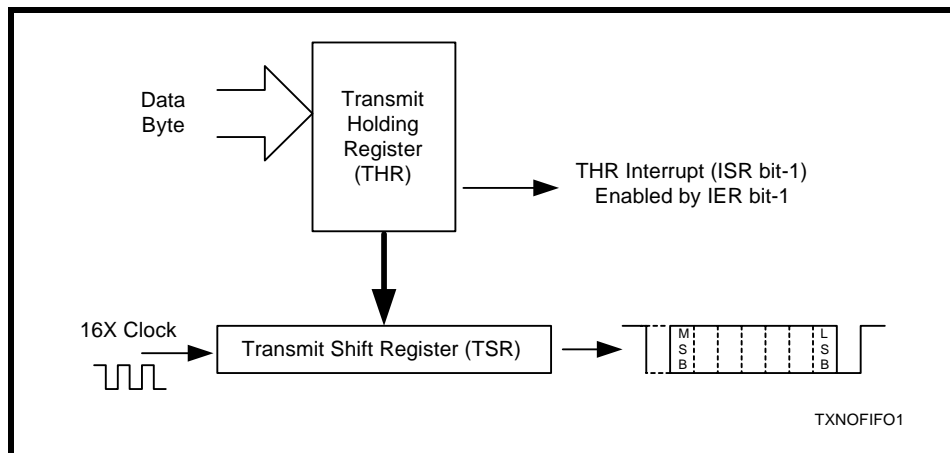 Data
Byte
Transmit
Holding
Register
(THR)
THR Interrupt (ISR bit-1)
Enabled by IER bit-1
16X Clock
Transmit Shift Register (TSR)
M
S
B
L
S
B
TXNOFIFO1